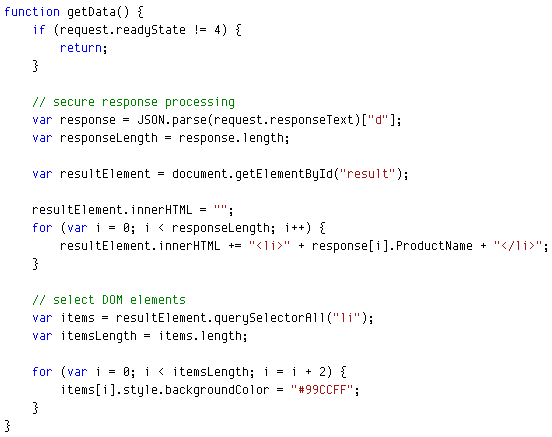 function getData() {
    if (request.readyState != 4) {
        return;
    }

    // secure response processing
    var response = JSON.parse(request.responseText)["d"];
    var responseLength = response.length;

    var resultElement = document.getElementById("result");

    resultElement.innerHTML = "";
    for (var i = 0; i < responseLength; i++) {
        resultElement.innerHTML += "<li>" + response[i].ProductName + "</li>";
    }

    // select DOM elements
    var items = resultElement.querySelectorAll("li");
    var itemsLength = items.length;

    for (var i = 0; i < itemsLength; i = i + 2) {
        items[i].style.backgroundColor = "#99CCFF";
    }
}